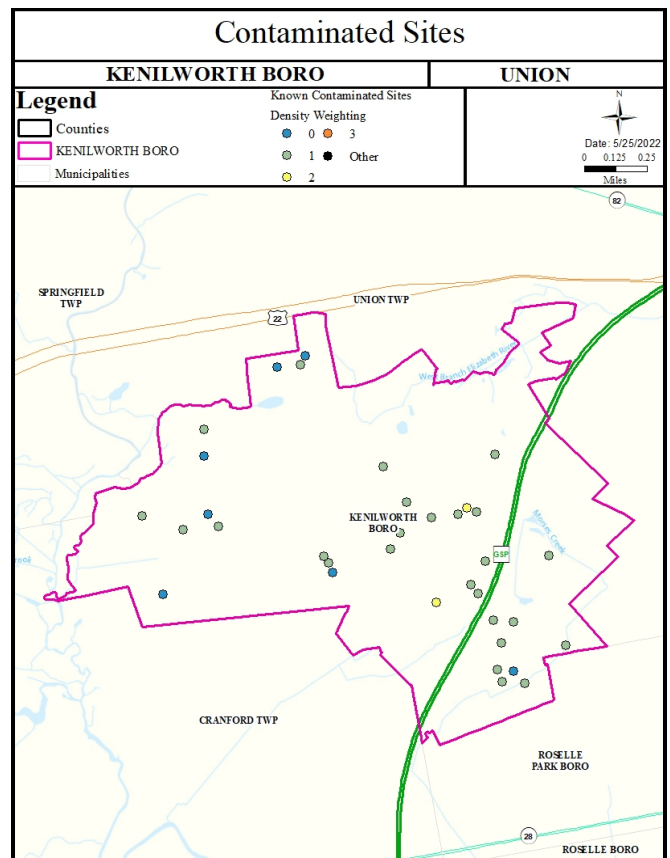 Contaminated Sites
KENILWORTH BORO
UNION
Legend
Counties
KENILWORTH BORO
Municipalities
Known Contaminated Sites
Density Weighting
0
3
1
Other
2
N
Date: 5/25/2022
0 0.125 0.25
Miles
82
SPRINGFIELD
TWP
UNION TWP
22
West Branch Elizabeth River
KENILWORTH
BORO
Morses Creek
GSP
CRANFORD TWP
ROSELLE
PARK BORO
28
ROSELLE BORO